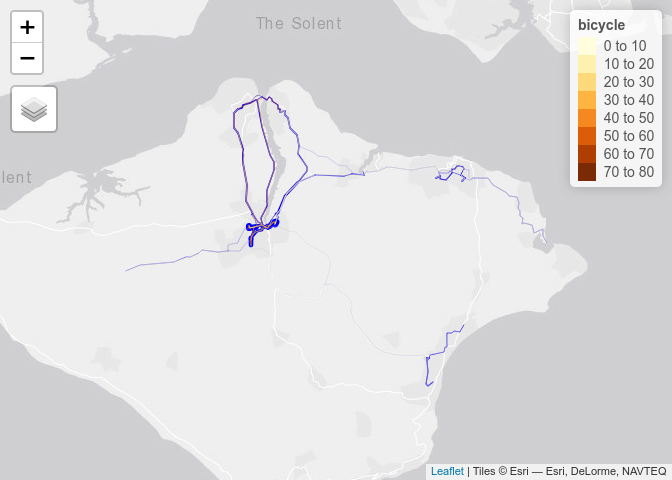 +
−
The Solent
lent
bicycle
0 to 10
10 to 20
20 to 30
30 to 40
40 to 50
50 to 60
60 to 70
70 to 80
Leaflet | Tiles © Esri — Esri, DeLorme, NAVTEQ